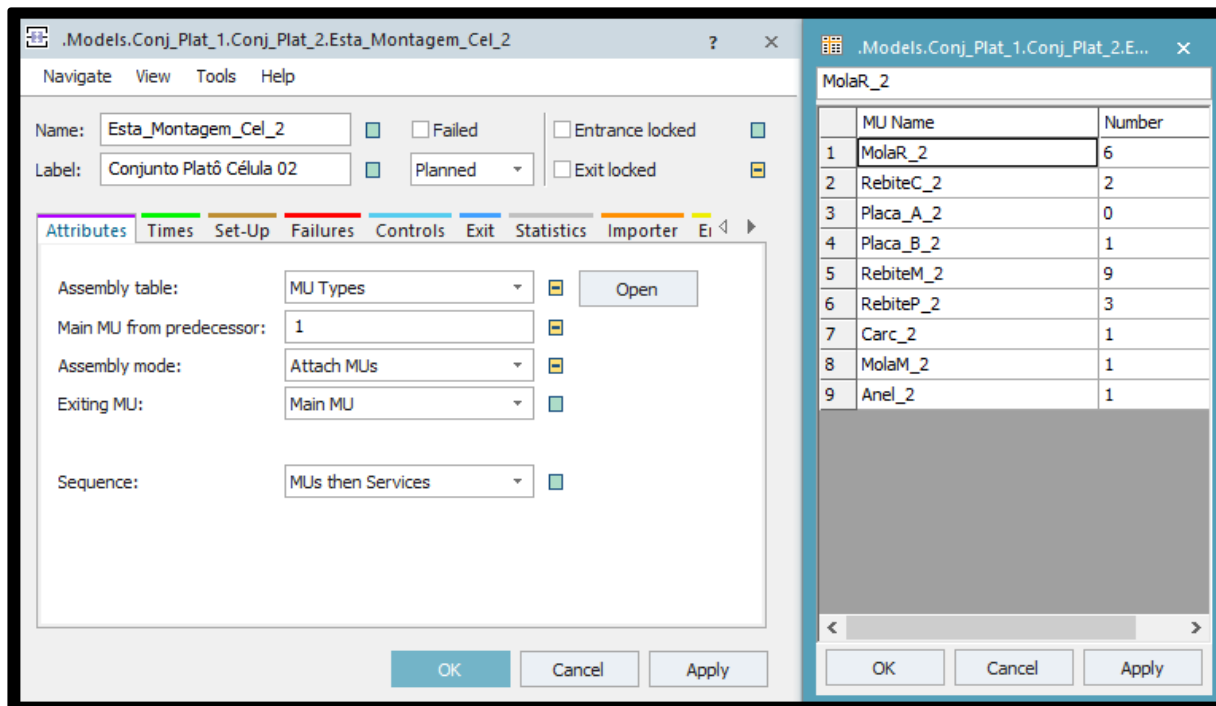 .Models.Conj_Plat_1.Conj_Plat_2.Esta_Montagem_Cel_2 ? ×
Navigate View Tools Help
Name: Esta_Montagem_Cel_2 Failed Entrance locked
Label: Conjunto Platô Célula 02 Planned Exit locked
Attributes Times Set-Up Failures Controls Exit Statistics Importer
Assembly table: MU Types Open
Main MU from predecessor: 1
Assembly mode: Attach MUs
Exiting MU: Main MU
Sequence: MUs then Services
OK Cancel Apply
.Models.Conj_Plat_1.Conj_Plat_2.E... ×
MolaR_2
MU Name Number
1 MolaR_2 6
2 RebiteC_2 2
3 Placa_A_2 0
4 Placa_B_2 1
5 RebiteM_2 9
6 RebiteP_2 3
7 Carc_2 1
8 MolaM_2 1
9 Anel_2 1
OK Cancel Apply